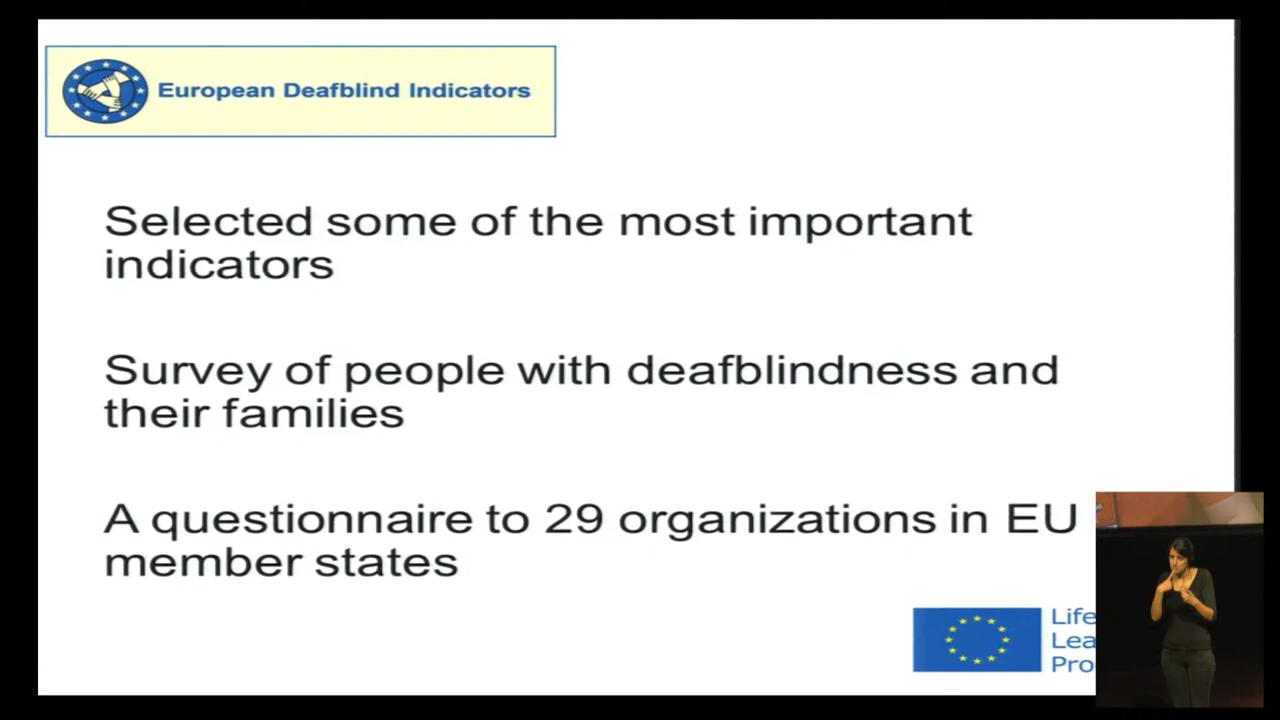 European Deafblind Indicators
Selected some of the most important
indicators
Survey of people with deafblindness and
their families
A questionnaire to 29 organizations in EU
member states